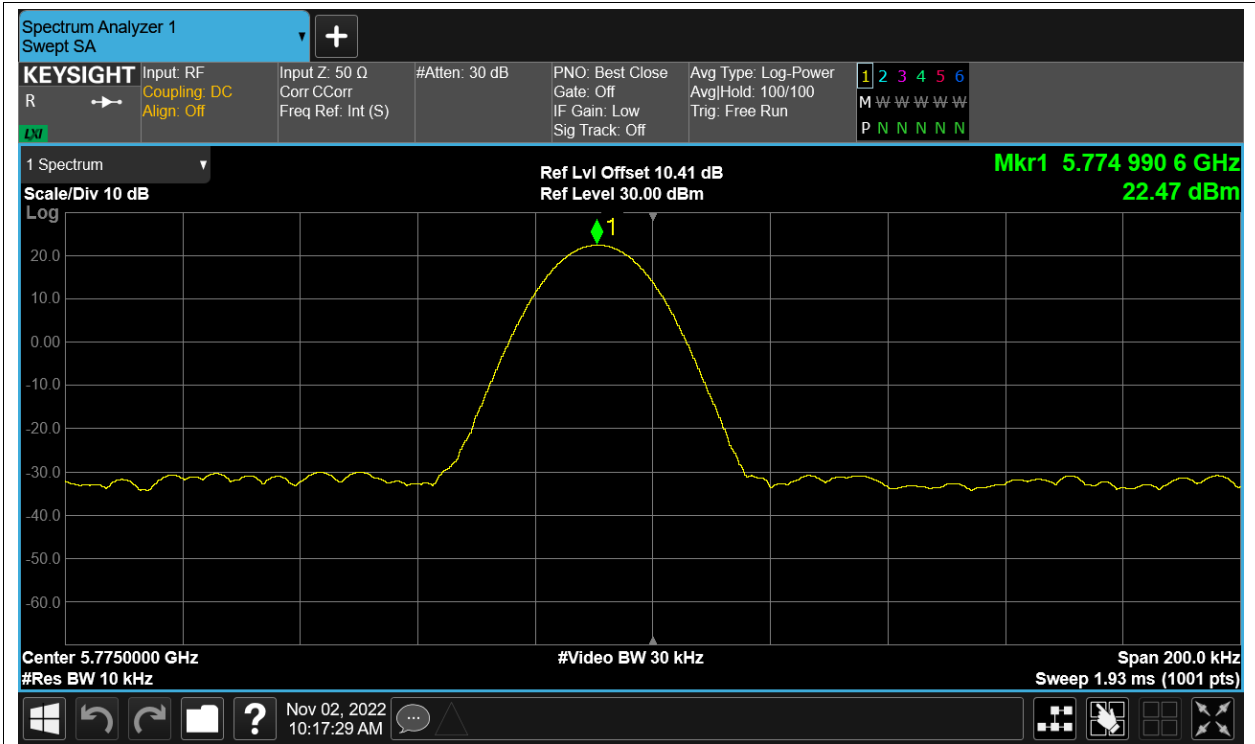 Spectrum Analyzer 1
Swept SA
KEYSIGHT
R
LXI
Input: RF
Coupling: DC
Align: Off
Input Z: 50 Ω
Corr CCorr
Freq Ref: Int (S)
#Atten: 30 dB
PNO: Best Close
Gate: Off
IF Gain: Low
Sig Track: Off
Avg Type: Log-Power
Avg|Hold: 100/100
Trig: Free Run
1 2 3 4 5 6
M W W W W W W
P N N N N N
1 Spectrum
Scale/Div 10 dB
Log
Ref Lvl Offset 10.41 dB
Ref Level 30.00 dBm
Mkr1 5.774 990 6 GHz
22.47 dBm
1
20.0
10.0
0.00
-10.0
-20.0
-30.0
-40.0
-50.0
-60.0
Center 5.7750000 GHz
#Res BW 10 kHz
#Video BW 30 kHz
Span 200.0 kHz
Sweep 1.93 ms (1001 pts)
?
Nov 02, 2022
10:17:29 AM